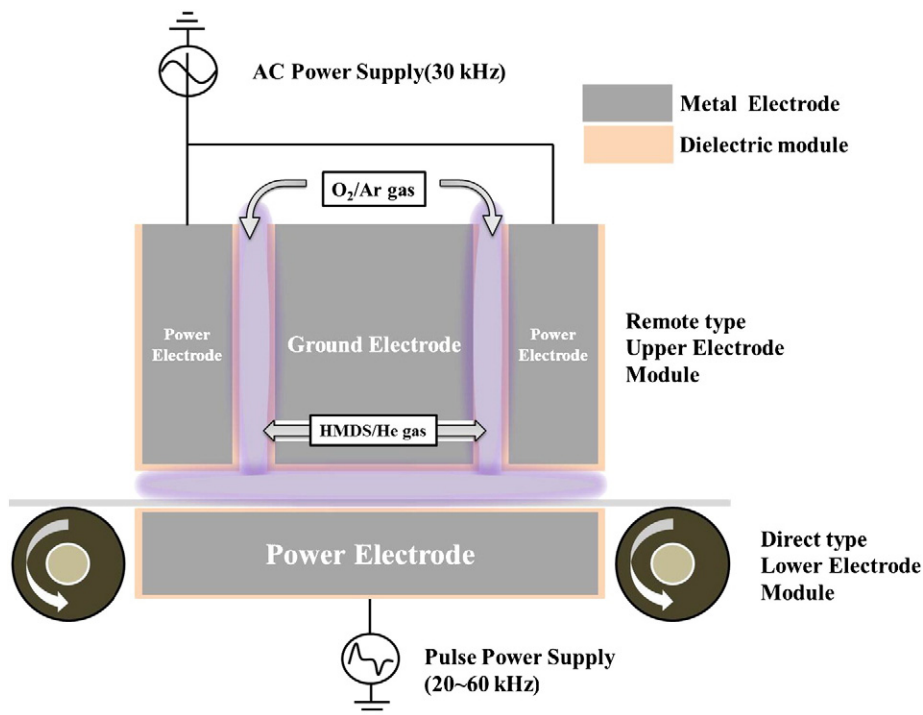 AC Power Supply(30 kHz)
Metal Electrode
Dielectric module
O₂/Ar gas
Power
Electrode
Ground Electrode
Power
Electrode
Remote type
Upper Electrode
Module
HMDS/He gas
Power Electrode
Direct type
Lower Electrode
Module
Pulse Power Supply
(20~60 kHz)